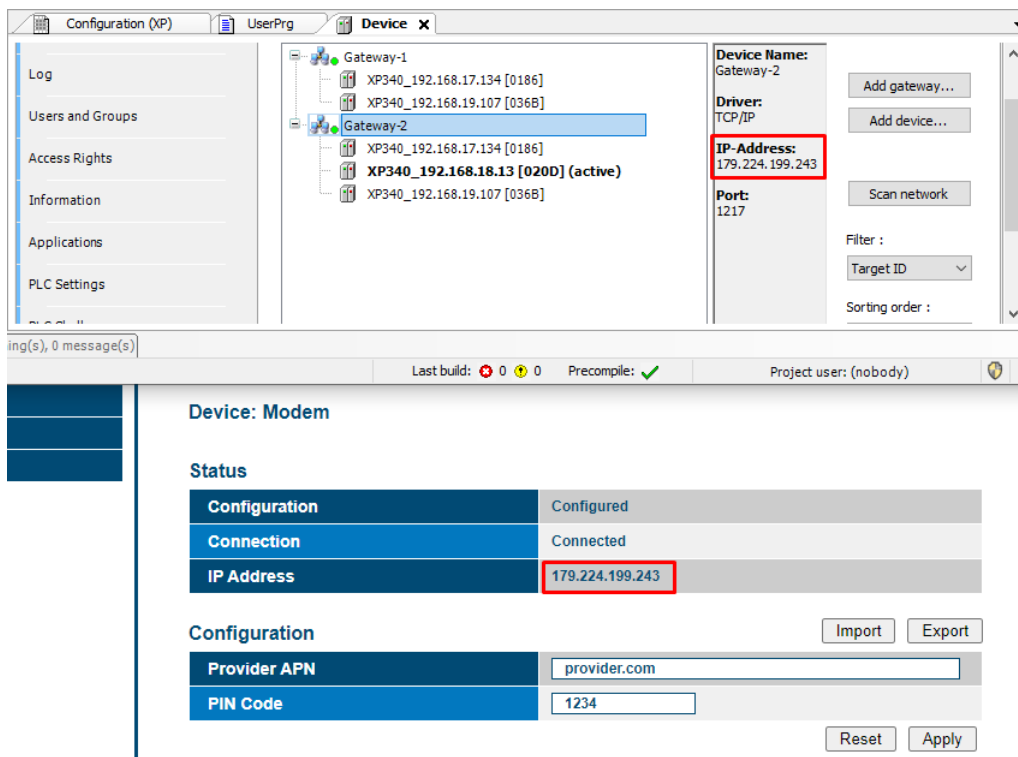 Configuration (XP)
UserPrg
Device
Log
Users and Groups
Access Rights
Information
Applications
PLC Settings
Gateway-1
XP340_192.168.17.134 [0186]
XP340_192.168.19.107 [036B]
Gateway-2
XP340_192.168.17.134 [0186]
XP340_192.168.18.13 [020D] (active)
XP340_192.168.19.107 [036B]
Device Name:
Gateway-2
Driver:
TCP/IP
IP-Address:
179.224.199.243
Port:
1217
Add gateway...
Add device...
Scan network
Filter :
Target ID
Sorting order :
ing(s), 0 message(s)
Last build: 0 0 Precompile: Project user: (nobody)
Device: Modem
Status
Configuration Configured
Connection Connected
IP Address 179.224.199.243
Configuration Import Export
Provider APN provider.com
PIN Code 1234
Reset Apply